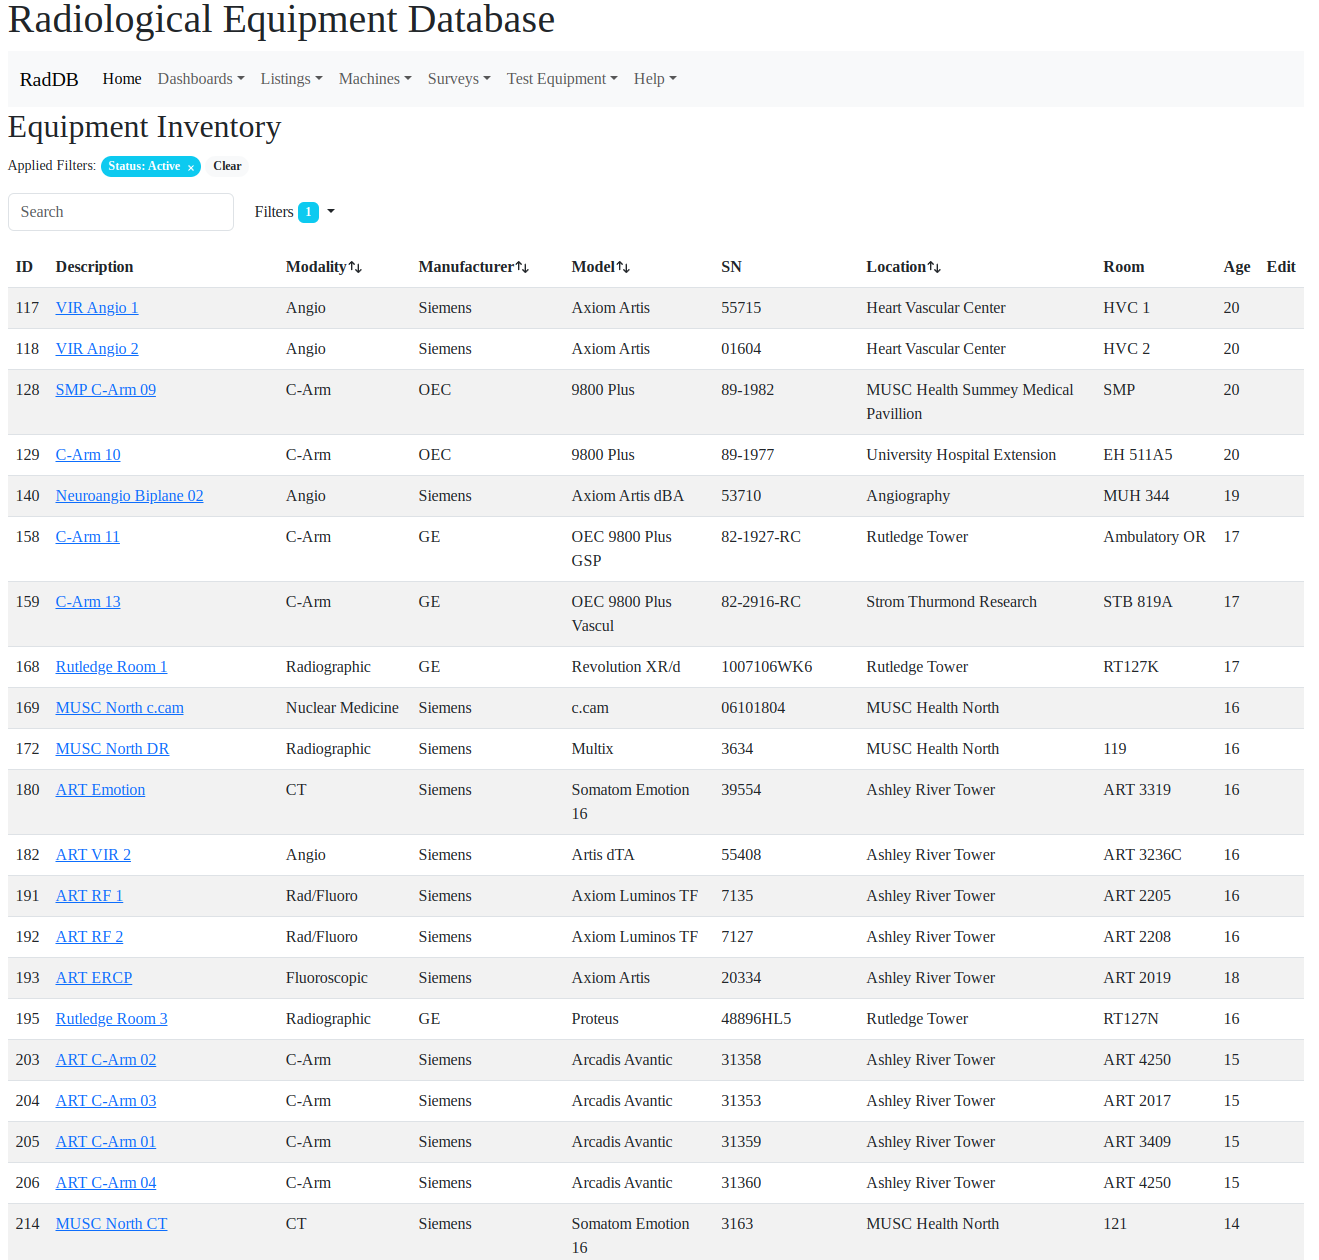 Radiological Equipment Database
RadDB Home Dashboards Listings Machines Surveys Test Equipment Help
Equipment Inventory
Applied Filters: Status: Active × Clear
Search Filters 1
ID Description Modality Manufacturer Model SN Location Room Age Edit
117 VIR Angio 1 Angio Siemens Axiom Artis 55715 Heart Vascular Center HVC 1 20
118 VIR Angio 2 Angio Siemens Axiom Artis 01604 Heart Vascular Center HVC 2 20
128 SMP C-Arm 09 C-Arm OEC 9800 Plus 89-1982 MUSC Health Summey Medical SMP 20
Pavillion
129 C-Arm 10 C-Arm OEC 9800 Plus 89-1977 University Hospital Extension EH 511A5 20
140 Neuroangio Biplane 02 Angio Siemens Axiom Artis dBA 53710 Angiography MUH 344 19
158 C-Arm 11 C-Arm GE OEC 9800 Plus 82-1927-RC Rutledge Tower Ambulatory OR 17
GSP
159 C-Arm 13 C-Arm GE OEC 9800 Plus 82-2916-RC Strom Thurmond Research STB 819A 17
Vascul
168 Rutledge Room 1 Radiographic GE Revolution XR/d 1007106WK6 Rutledge Tower RT127K 17
169 MUSC North c.cam Nuclear Medicine Siemens c.cam 06101804 MUSC Health North 16
172 MUSC North DR Radiographic Siemens Multix 3634 MUSC Health North 119 16
180 ART Emotion CT Siemens Somatom Emotion 39554 Ashley River Tower ART 3319 16
16
182 ART VIR 2 Angio Siemens Artis dTA 55408 Ashley River Tower ART 3236C 16
191 ART RF 1 Rad/Fluoro Siemens Axiom Luminos TF 7135 Ashley River Tower ART 2205 16
192 ART RF 2 Rad/Fluoro Siemens Axiom Luminos TF 7127 Ashley River Tower ART 2208 16
193 ART ERCP Fluoroscopic Siemens Axiom Artis 20334 Ashley River Tower ART 2019 18
195 Rutledge Room 3 Radiographic GE Proteus 48896HL5 Rutledge Tower RT127N 16
203 ART C-Arm 02 C-Arm Siemens Arcadis Avantic 31358 Ashley River Tower ART 4250 15
204 ART C-Arm 03 C-Arm Siemens Arcadis Avantic 31353 Ashley River Tower ART 2017 15
205 ART C-Arm 01 C-Arm Siemens Arcadis Avantic 31359 Ashley River Tower ART 3409 15
206 ART C-Arm 04 C-Arm Siemens Arcadis Avantic 31360 Ashley River Tower ART 4250 15
214 MUSC North CT CT Siemens Somatom Emotion 3163 MUSC Health North 121 14
16